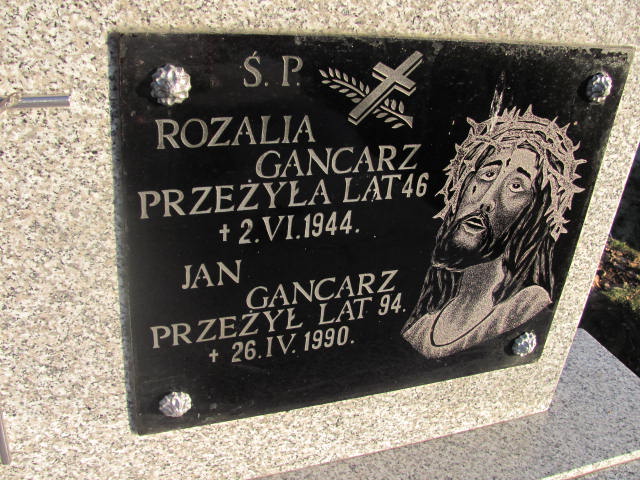 Ś. P.
ROZALIA
GANCARZ
PRZEŻYŁA LAT 46
† 2.VI.1944.
JAN
GANCARZ
PRZEŻYŁ LAT 94.
† 26.IV.1990.